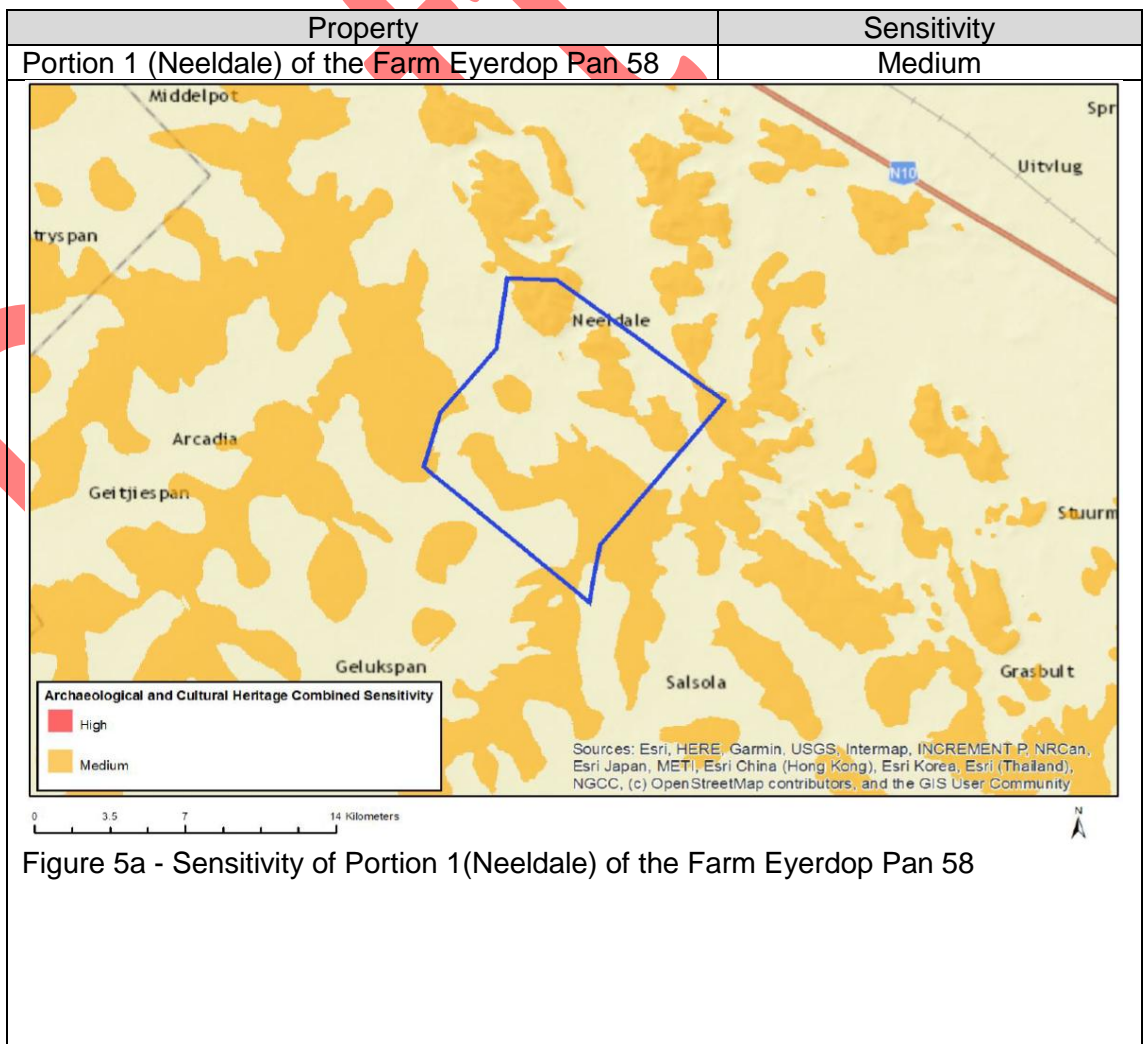 Property Sensitivity
Portion 1 (Neeldale) of the Farm Eyerdop Pan 58 Medium
Middelpot
Spr
N10
Uitvlug
tryspan
Neeldale
Arcadia
Geitjiespan
Stuurm
Gelukspan
Salsola
Grasbult
Archaeological and Cultural Heritage Combined Sensitivity
High
Medium
Sources: Esri, HERE, Garmin, USGS, Intermap, INCREMENT P, NRCan,
Esri Japan, METI, Esri China (Hong Kong), Esri Korea, Esri (Thailand),
NGCC, (c) OpenStreetMap contributors, and the GIS User Community
0 3.5 7 14 Kilometers
N
Figure 5a - Sensitivity of Portion 1(Neeldale) of the Farm Eyerdop Pan 58